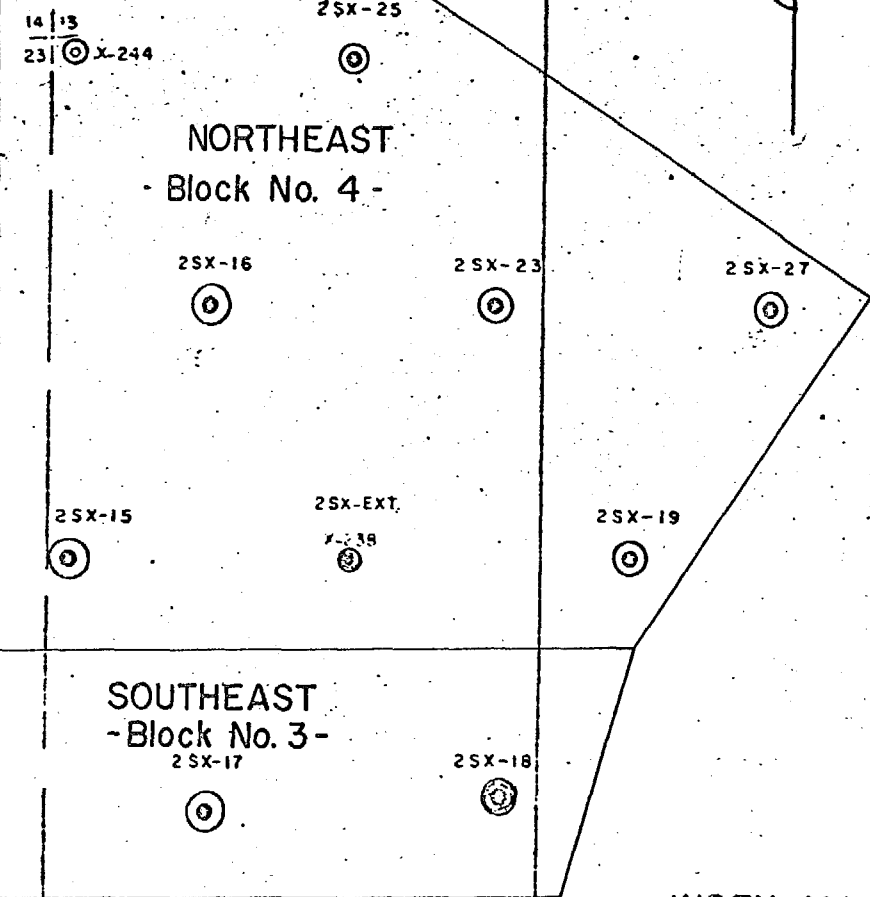 2SX-25
14 13
23 X-244
NORTHEAST
- Block No. 4 -
2SX-16
2SX-23
2SX-27
2SX-15
2SX-EXT.
2SX-19
SOUTHEAST
-Block No. 3-
2SX-17
2SX-18